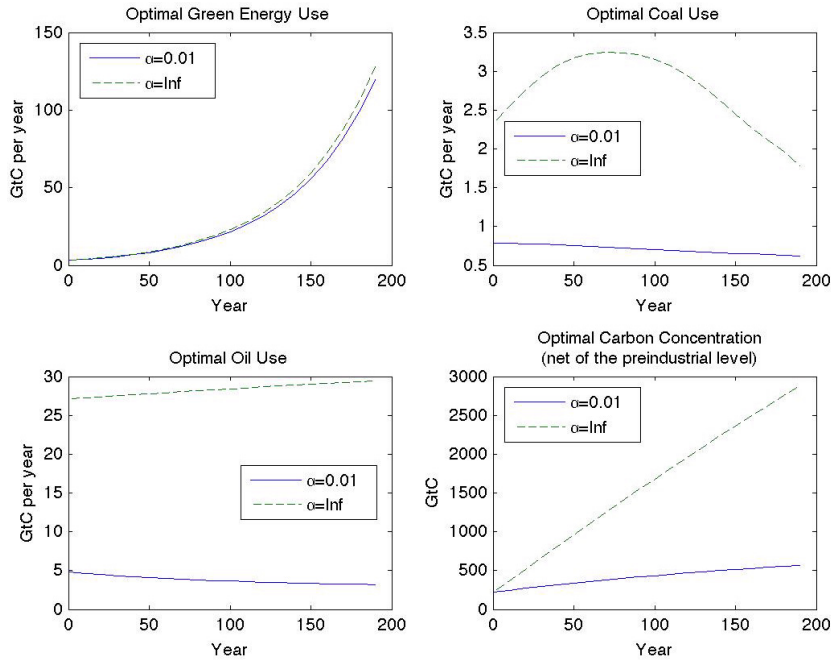 Optimal Green Energy Use
150
100
50
0
GtC per year
α=0.01
α=Inf
0 50 100 150 200
Year
Optimal Coal Use
3.5
3
2.5
2
1.5
1
0.5
GtC per year
α=0.01
α=Inf
0 50 100 150 200
Year
Optimal Oil Use
30
25
20
15
10
5
0
GtC per year
α=0.01
α=Inf
0 50 100 150 200
Year
Optimal Carbon Concentration
(net of the preindustrial level)
3000
2500
2000
1500
1000
500
0
GtC
α=0.01
α=Inf
0 50 100 150 200
Year